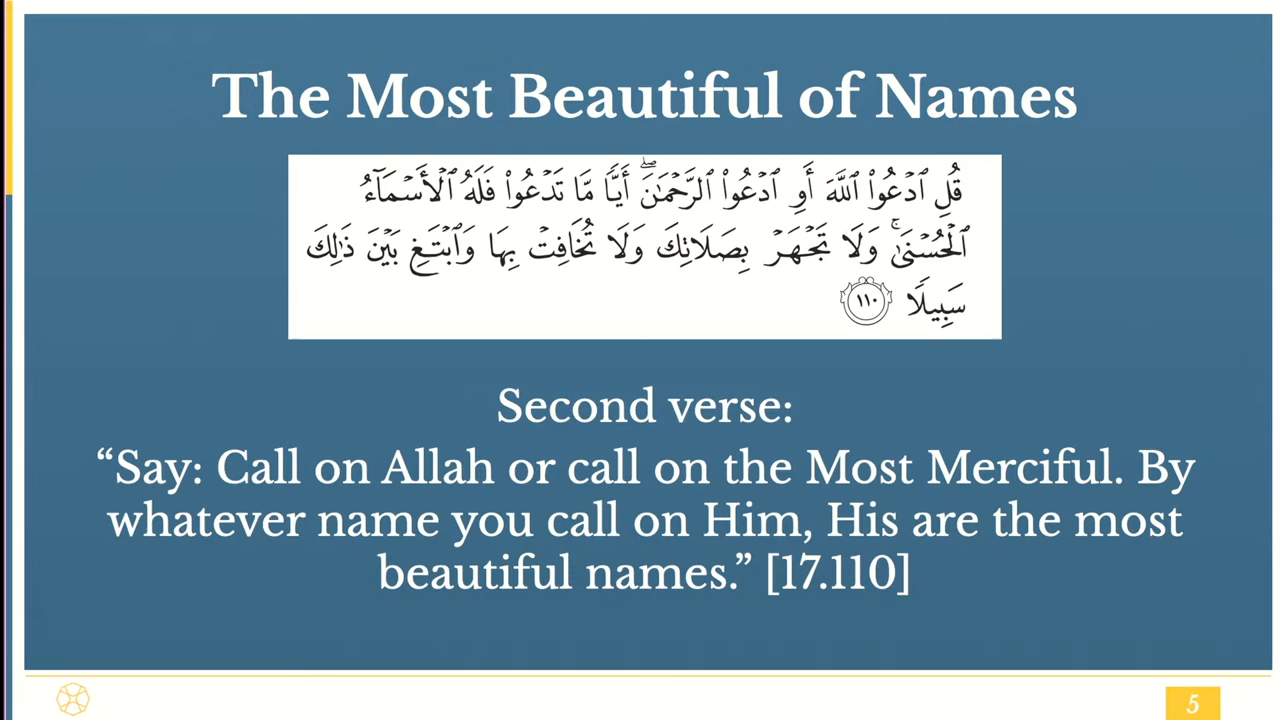 The Most Beautiful of Names
قُلِ ٱدْعُوا۟ ٱللَّهَ أَوِ ٱدْعُوا۟ ٱلرَّحْمَـٰنَ ۖ أَيًّا مَّا تَدْعُوا۟ فَلَهُ ٱلْأَسْمَآءُ
ٱلْحُسْنَىٰ ۚ وَلَا تَجْهَرْ بِصَلَاتِكَ وَلَا تُخَافِتْ بِهَا وَٱبْتَغِ بَيْنَ ذَٰلِكَ
سَبِيلًا ١١٠
Second verse:
“Say: Call on Allah or call on the Most Merciful. By
whatever name you call on Him, His are the most
beautiful names.” [17.110]
5